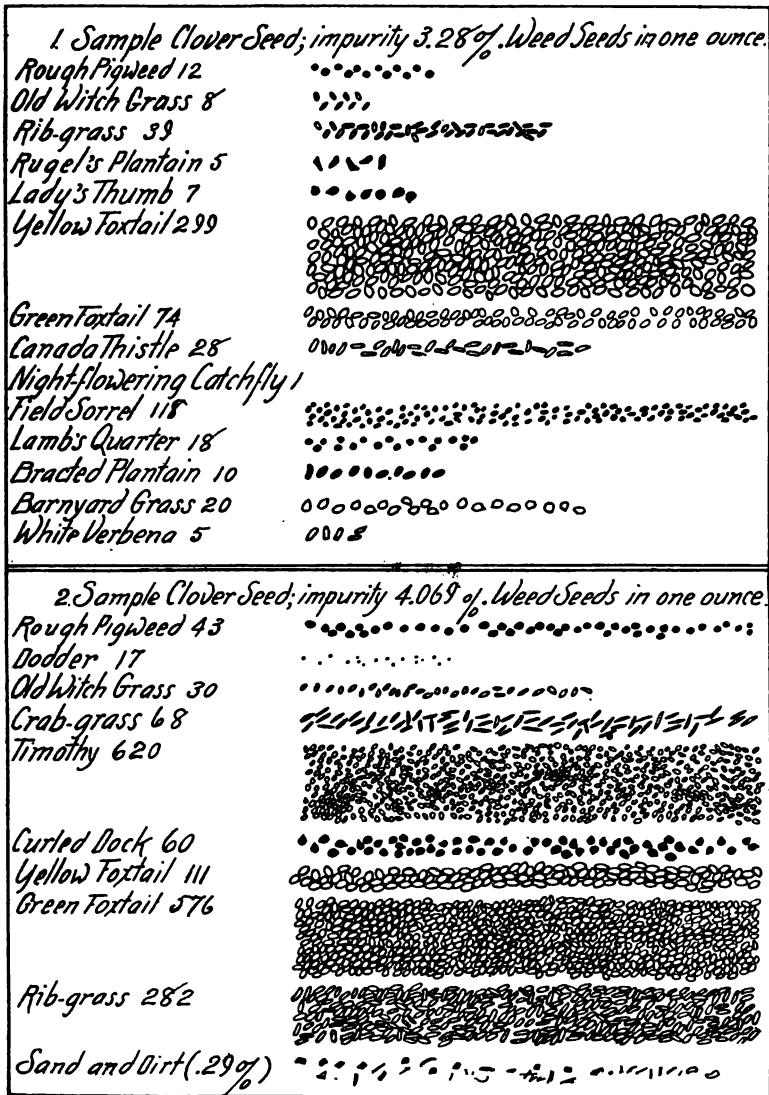 1. Sample Clover Seed; impurity 3.28%. Weed Seeds in one ounce.
Rough Pigweed 12
Old Witch Grass 8
Rib-grass 39
Rugel's Plantain 5
Lady's Thumb 7
Yellow Foxtail 299
Green Foxtail 74
Canada Thistle 28
Night-flowering Catchfly 1
Field Sorrel 118
Lamb's Quarter 18
Bracted Plantain 10
Barnyard Grass 20
White Verbena 5
2. Sample Clover Seed; impurity 4.069%. Weed Seeds in one ounce.
Rough Pigweed 43
Dodder 17
Old Witch Grass 30
Crab-grass 68
Timothy 620
Curled Dock 60
Yellow Foxtail 111
Green Foxtail 576
Rib-grass 282
Sand and Dirt (.29%)